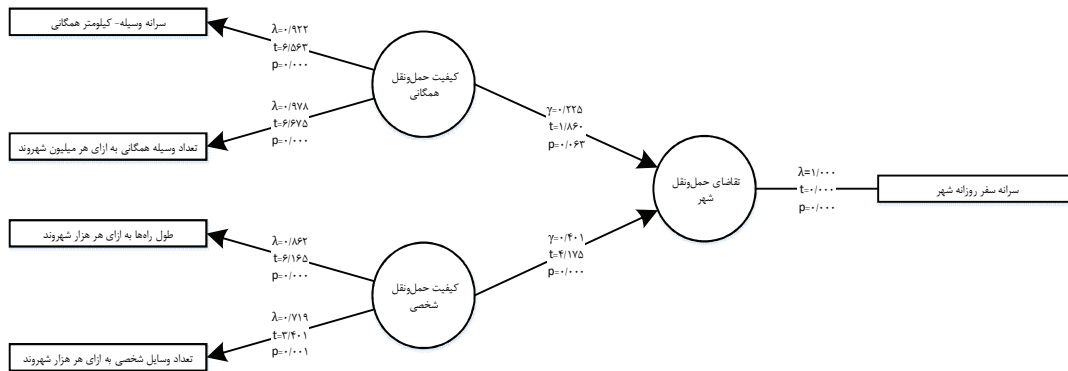 سرانه وسیله- کیلومتر همگانی
λ=۰/۹۲۲
t=۶/۵۶۳
p=۰/۰۰۰
کیفیت حمل‌ونقل
همگانی
λ=۰/۹۷۸
t=۶/۶۷۵
p=۰/۰۰۰
تعداد وسیله همگانی به ازای هر میلیون شهروند
γ=۰/۲۲۵
t=۱/۸۶۰
p=۰/۰۶۳
تقاضای حمل‌ونقل
شهر
λ=۱/۰۰۰
t=۰/۰۰۰
p=۰/۰۰۰
سرانه سفر روزانه شهر
طول راه‌ها به ازای هر هزار شهروند
λ=۰/۸۶۲
t=۶/۱۶۵
p=۰/۰۰۰
کیفیت حمل‌ونقل
شخصی
γ=۰/۴۰۱
t=۴/۱۷۵
p=۰/۰۰۰
λ=۰/۷۱۹
t=۳/۴۰۱
p=۰/۰۰۱
تعداد وسایل شخصی به ازای هر هزار شهروند